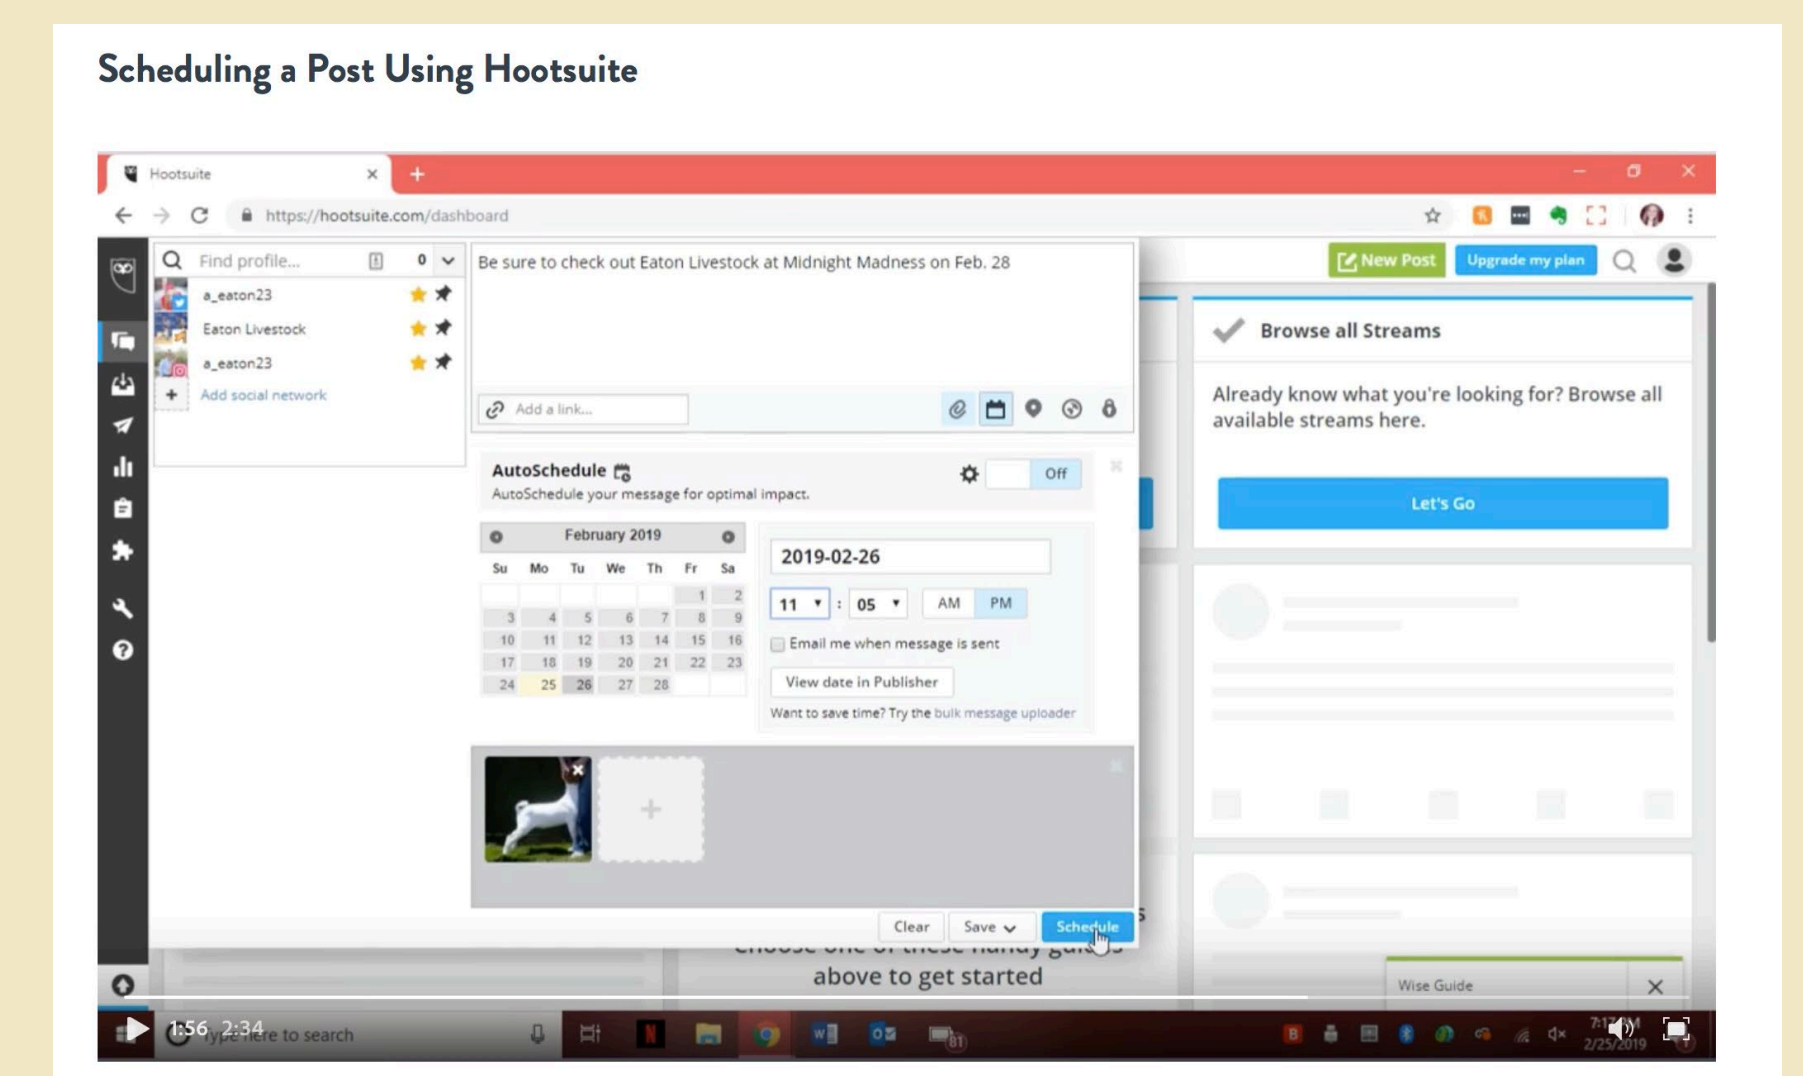 Scheduling a Post Using Hootsuite
Hootsuite
https://hootsuite.com/dashboard
Find profile...
0
Be sure to check out Eaton Livestock at Midnight Madness on Feb. 28
New Post
Upgrade my plan
a_eaton23
Eaton Livestock
a_eaton23
Add social network
Browse all Streams
Already know what you're looking for? Browse all
available streams here.
Let's Go
Add a link...
AutoSchedule
AutoSchedule your message for optimal impact.
Off
February 2019
Su Mo Tu We Th Fr Sa
1 2
3 4 5 6 7 8 9
10 11 12 13 14 15 16
17 18 19 20 21 22 23
24 25 26 27 28
2019-02-26
11 : 05 AM PM
Email me when message is sent
View date in Publisher
Want to save time? Try the bulk message uploader
Clear
Save
Schedule
above to get started
Wise Guide
1:56 2:34
Type here to search
81
2/25/2019